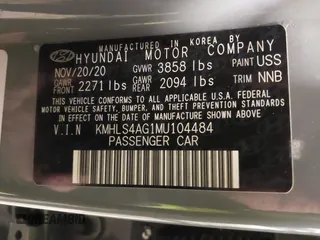 MANUFACTURED IN KOREA BY
HYUNDAI MOTOR COMPANY
NOV/20/20 GVWR 3858 lbs PAINT USS
GAWR FRT 2271 lbs GAWR RR 2094 lbs TRIM NNB
THIS VEHICLE CONFORMS TO ALL APPLICABLE
FEDERAL MOTOR VEHICLE SAFETY, BUMPER,
AND THEFT PREVENTION STANDARDS IN EFFECT ON
THE DATE OF MANUFACTURE SHOWN ABOVE.
V.I.N KMHLS4AG1MU104484
PASSENGER CAR